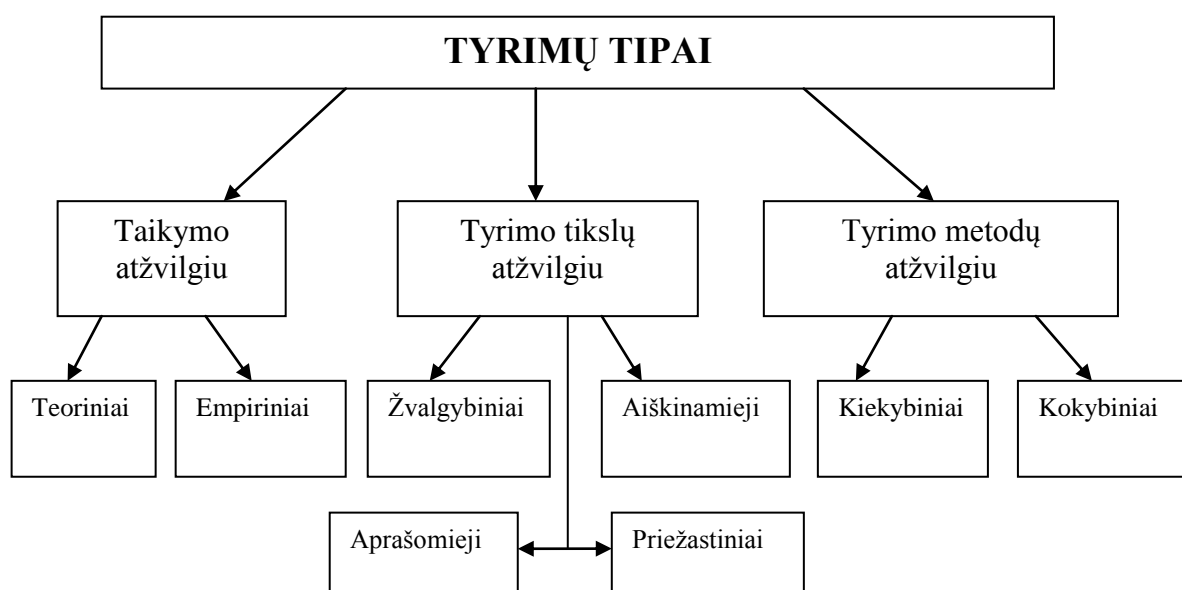 TYRIMŲ TIPAI
Taikymo
atžvilgiu
Tyrimo tikslų
atžvilgiu
Tyrimo metodų
atžvilgiu
Teoriniai
Empiriniai
Žvalgybiniai
Aiškinamieji
Kiekybiniai
Kokybiniai
Aprašomieji
Priežastiniai